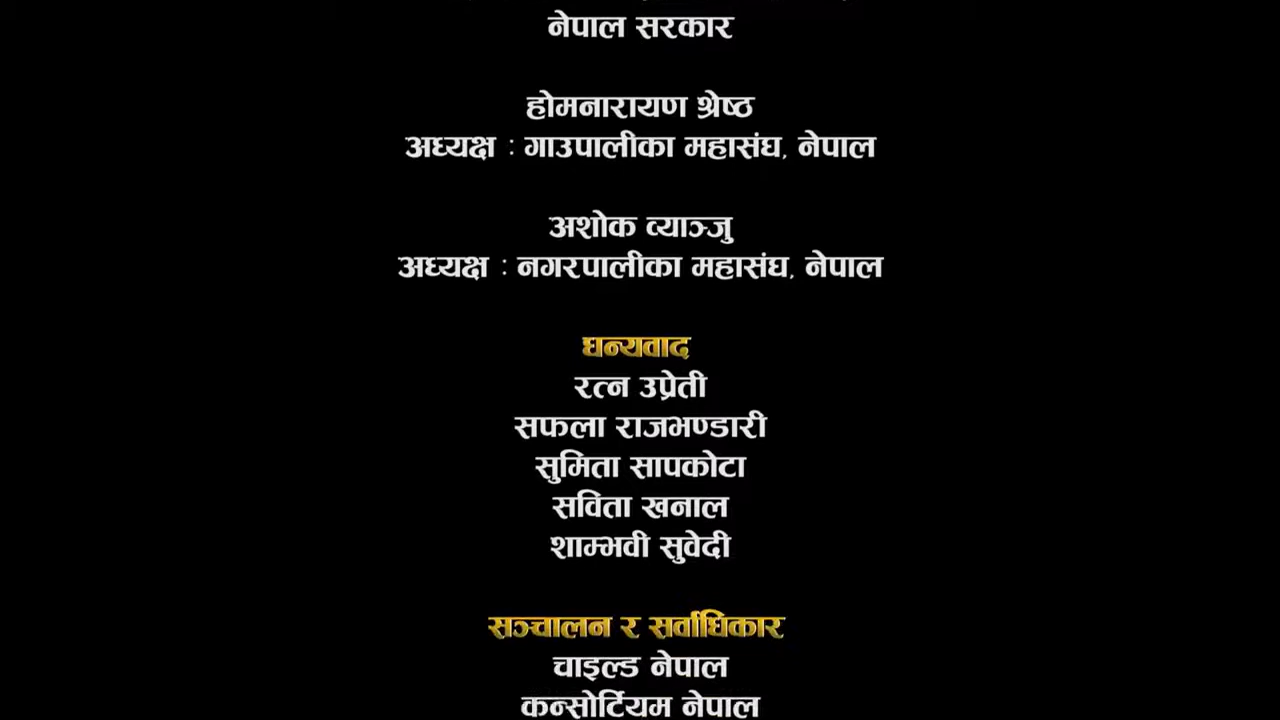 नेपाल सरकार
होमनारायण श्रेष्ठ
अध्यक्ष : गाउपालीका महासंघ, नेपाल
अशोक व्याञ्जु
अध्यक्ष : नगरपालीका महासंघ, नेपाल
धन्यवाद
रत्न उप्रेती
सफला राजभण्डारी
सुमिता सापकोटा
सविता खनाल
शाम्भवी सुवेदी
सञ्चालन र सर्वाधिकार
चाइल्ड नेपाल
कन्सोर्टियम नेपाल